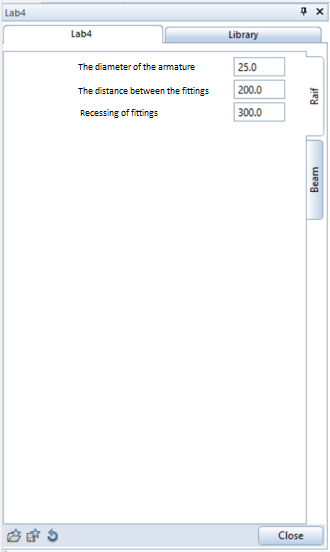 Lab4
Lab4
Library
The diameter of the armature 25.0
The distance between the fittings 200.0
Recessing of fittings 300.0
Raif
Beam
Close